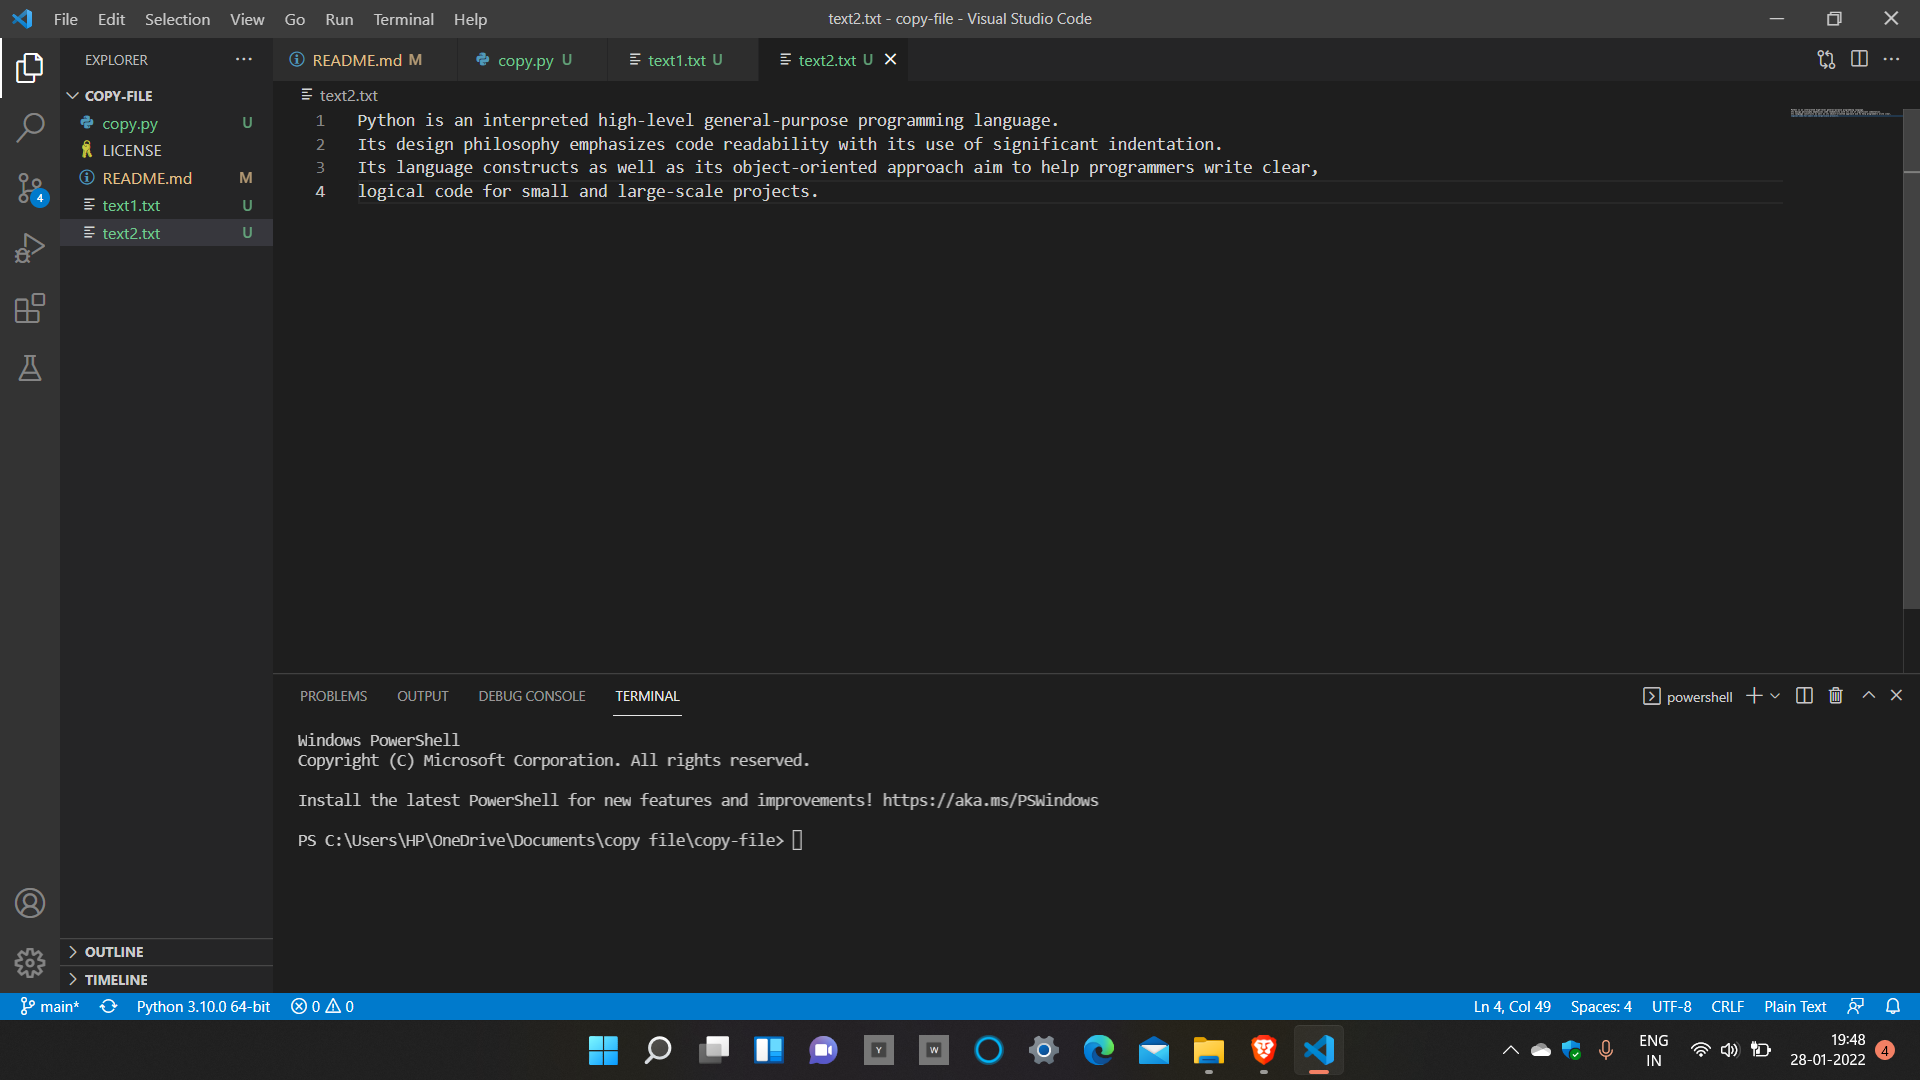 File Edit Selection View Go Run Terminal Help
text2.txt - copy-file - Visual Studio Code
EXPLORER
README.md M
copy.py U
text1.txt U
text2.txt U
COPY-FILE
copy.py U
LICENSE
README.md M
text1.txt U
text2.txt U
4
text2.txt
1 Python is an interpreted high-level general-purpose programming language.
2 Its design philosophy emphasizes code readability with its use of significant indentation.
3 Its language constructs as well as its object-oriented approach aim to help programmers write clear,
4 logical code for small and large-scale projects.
PROBLEMS OUTPUT DEBUG CONSOLE TERMINAL
powershell
Windows PowerShell
Copyright (C) Microsoft Corporation. All rights reserved.
Install the latest PowerShell for new features and improvements! https://aka.ms/PSWindows
PS C:\Users\HP\OneDrive\Documents\copy file\copy-file>
OUTLINE
TIMELINE
main* Python 3.10.0 64-bit 0 0
Ln 4, Col 49 Spaces: 4 UTF-8 CRLF Plain Text
Y
W
ENG
IN
19:48
28-01-2022
4